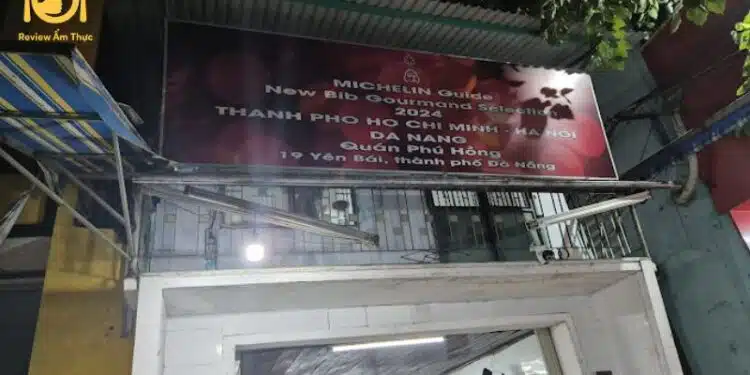 Review Ẩm Thực
MICHELIN Guide
New Bib Gourmand Selection
2024
THANH PHO HO CHI MINH - HA NOI
DA NANG
Quán Phú Hồng
19 Yên Bái, thành phố Đà Nẵng